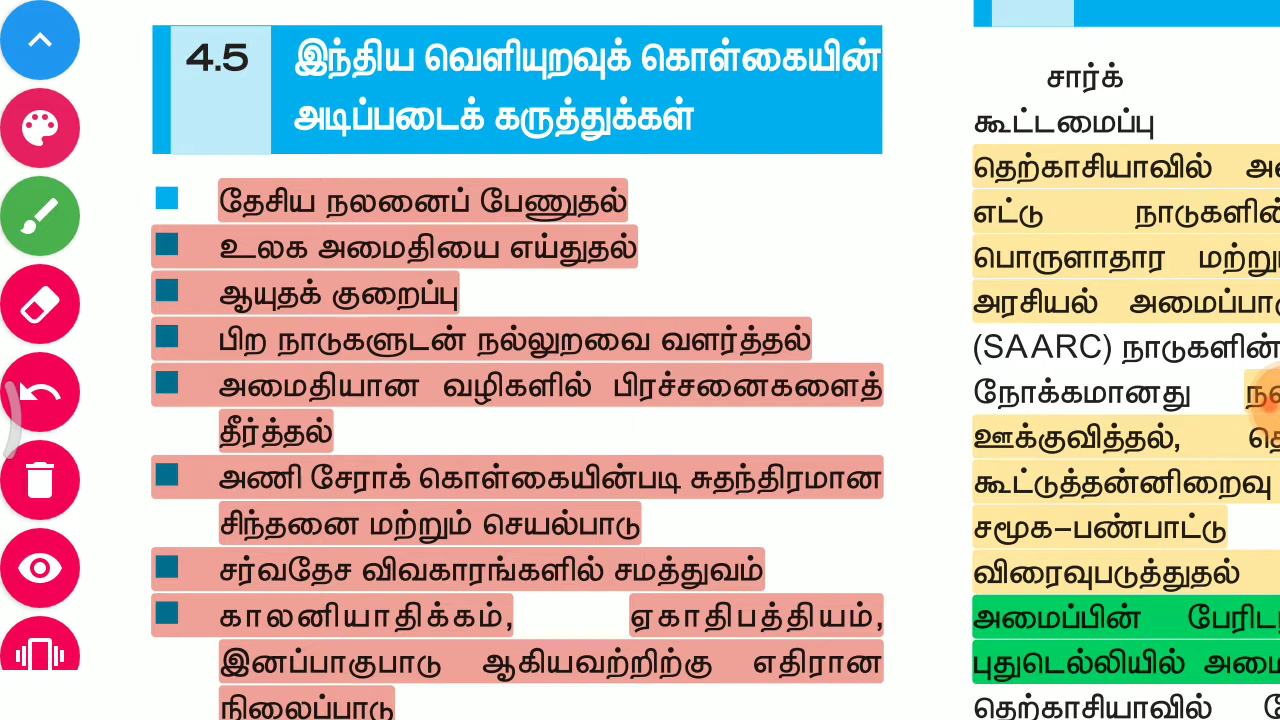 4.5 இந்திய வெளியுறவுக் கொள்கையின்
அடிப்படைக் கருத்துக்கள்
தேசிய நலனைப் பேணுதல்
உலக அமைதியை எய்துதல்
ஆயுதக் குறைப்பு
பிற நாடுகளுடன் நல்லுறவை வளர்த்தல்
அமைதியான வழிகளில் பிரச்சனைகளைத்
தீர்த்தல்
அணி சேராக் கொள்கையின்படி சுதந்திரமான
சிந்தனை மற்றும் செயல்பாடு
சர்வதேச விவகாரங்களில் சமத்துவம்
காலனியாதிக்கம், ஏகாதிபத்தியம்,
இனப்பாகுபாடு ஆகியவற்றிற்கு எதிரான
நிலைப்பாடு
சார்க்
கூட்டமைப்பு
தெற்காசியாவில்
எட்டு
பொருளாதார
அரசியல்
(SAARC) நாடுகளின்
நோக்கமானது
ஊக்குவித்தல்,
கூட்டுத்தன்னிறைவு
சமூக–பண்பாட்டு
விரைவுபடுத்துதல்
அமைப்பின்
புதுடெல்லியில்
தெற்காசியாவில்